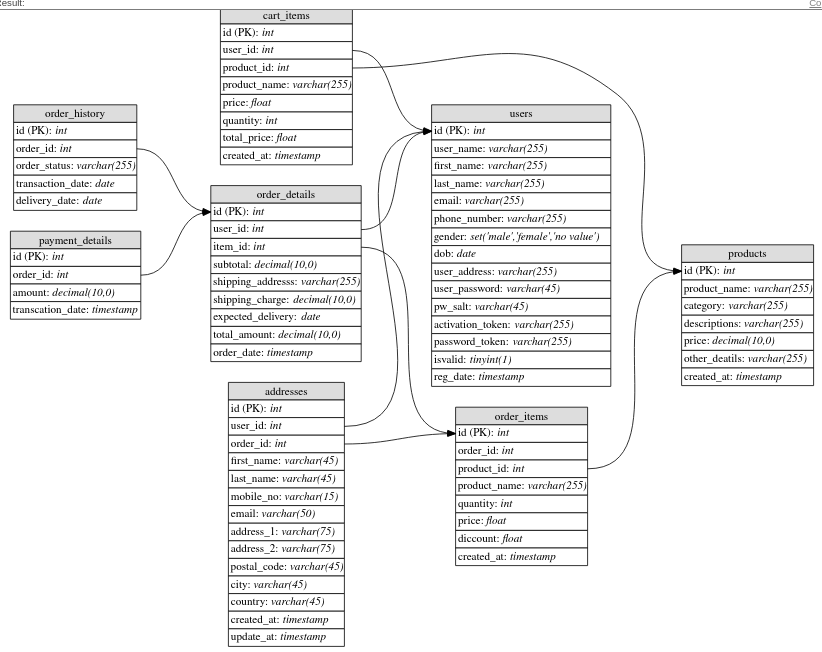 Result:
Co
cart_items
id (PK): int
user_id: int
product_id: int
product_name: varchar(255)
price: float
quantity: int
total_price: float
created_at: timestamp
order_history
id (PK): int
order_id: int
order_status: varchar(255)
transaction_date: date
delivery_date: date
payment_details
id (PK): int
order_id: int
amount: decimal(10,0)
transcation_date: timestamp
order_details
id (PK): int
user_id: int
item_id: int
subtotal: decimal(10,0)
shipping_addresss: varchar(255)
shipping_charge: decimal(10,0)
expected_delivery: date
total_amount: decimal(10,0)
order_date: timestamp
addresses
id (PK): int
user_id: int
order_id: int
first_name: varchar(45)
last_name: varchar(45)
mobile_no: varchar(15)
email: varchar(50)
address_1: varchar(75)
address_2: varchar(75)
postal_code: varchar(45)
city: varchar(45)
country: varchar(45)
created_at: timestamp
update_at: timestamp
users
id (PK): int
user_name: varchar(255)
first_name: varchar(255)
last_name: varchar(255)
email: varchar(255)
phone_number: varchar(255)
gender: set('male','female','no value')
dob: date
user_address: varchar(255)
user_password: varchar(45)
pw_salt: varchar(45)
activation_token: varchar(255)
password_token: varchar(255)
isvalid: tinyint(1)
reg_date: timestamp
order_items
id (PK): int
order_id: int
product_id: int
product_name: varchar(255)
quantity: int
price: float
diccount: float
created_at: timestamp
products
id (PK): int
product_name: varchar(255)
category: varchar(255)
descriptions: varchar(255)
price: decimal(10,0)
other_deatils: varchar(255)
created_at: timestamp